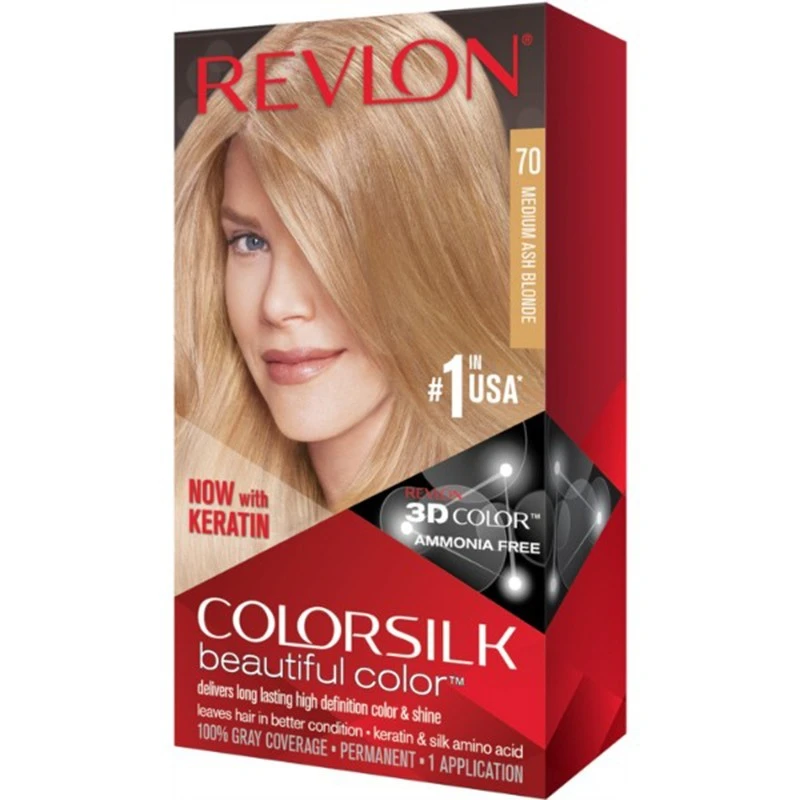 REVLON®
70
MEDIUM ASH BLONDE
#1 IN USA*
NOW with
KERATIN
REVLON
3D COLOR™
AMMONIA FREE
COLORSILK
beautiful color™
delivers long lasting high definition color & shine
leaves hair in better condition • keratin & silk amino acid
100% GRAY COVERAGE • PERMANENT • 1 APPLICATION